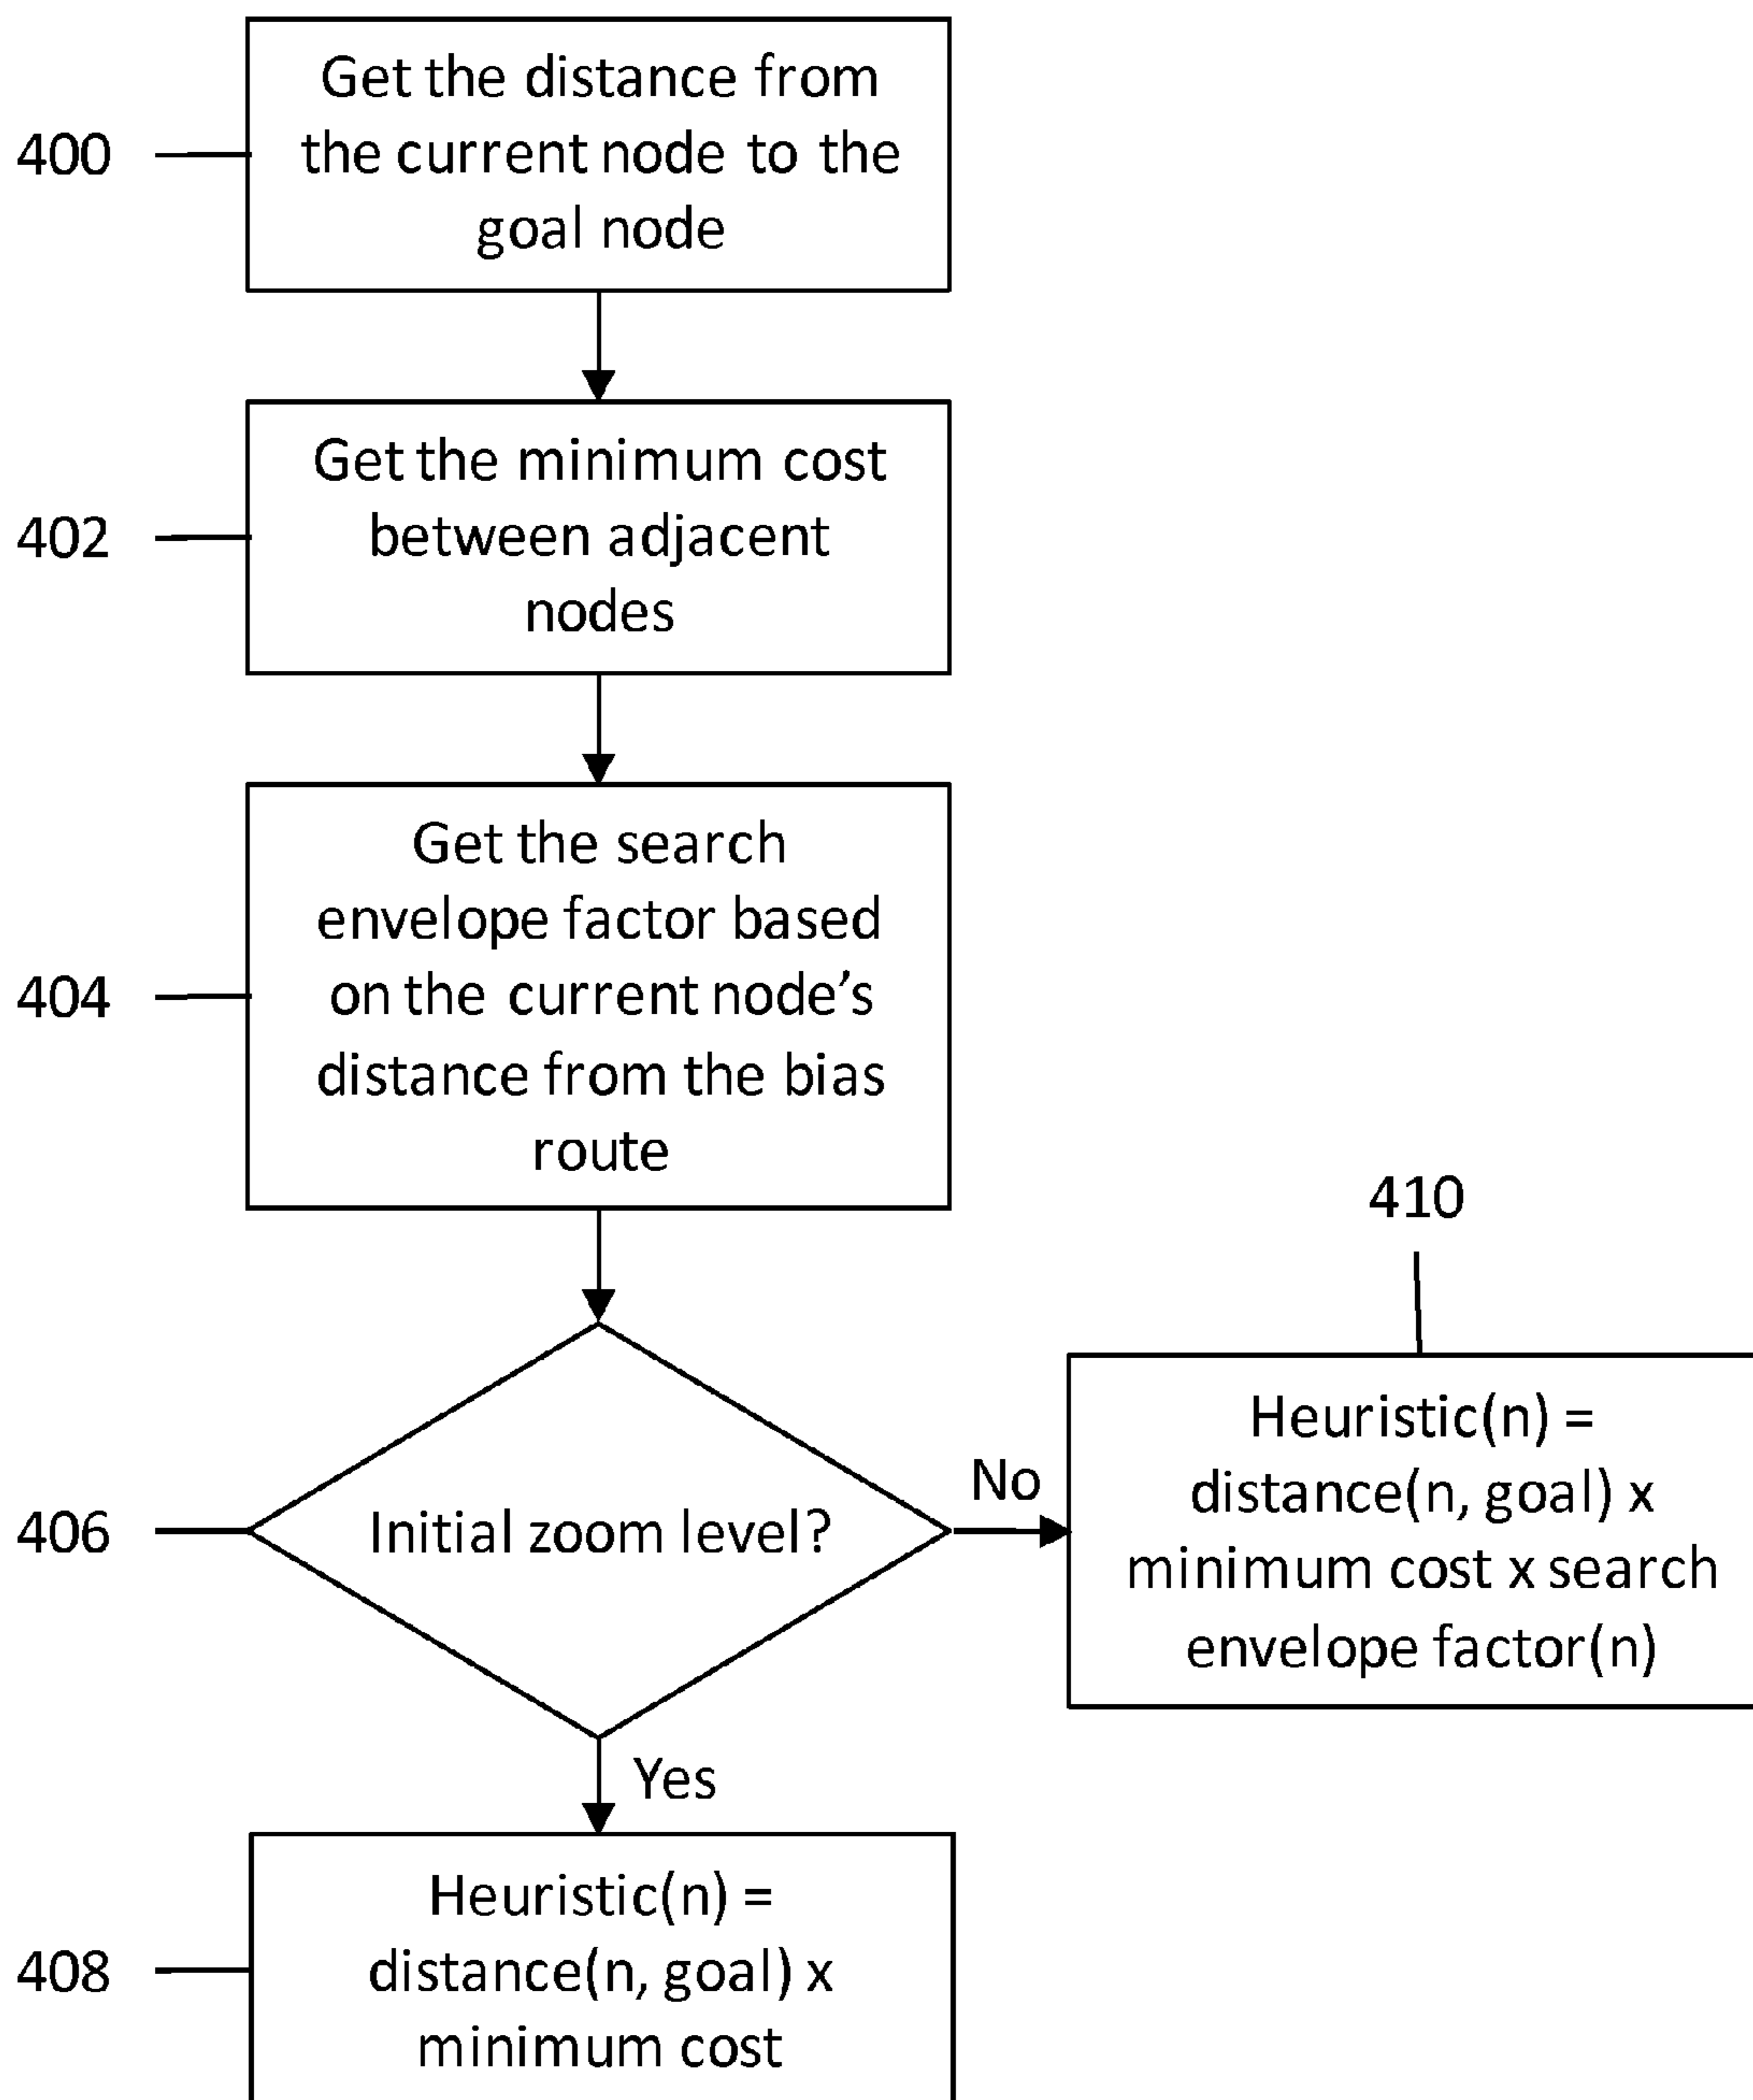 400
Get the distance from
the current node to the
goal node
402
Get the minimum cost
between adjacent
nodes
404
Get the search
envelope factor based
on the current node's
distance from the bias
route
406
Initial zoom level?
No
410
Heuristic(n) =
distance(n, goal) x
minimum cost x search
envelope factor(n)
Yes
408
Heuristic(n) =
distance(n, goal) x
minimum cost